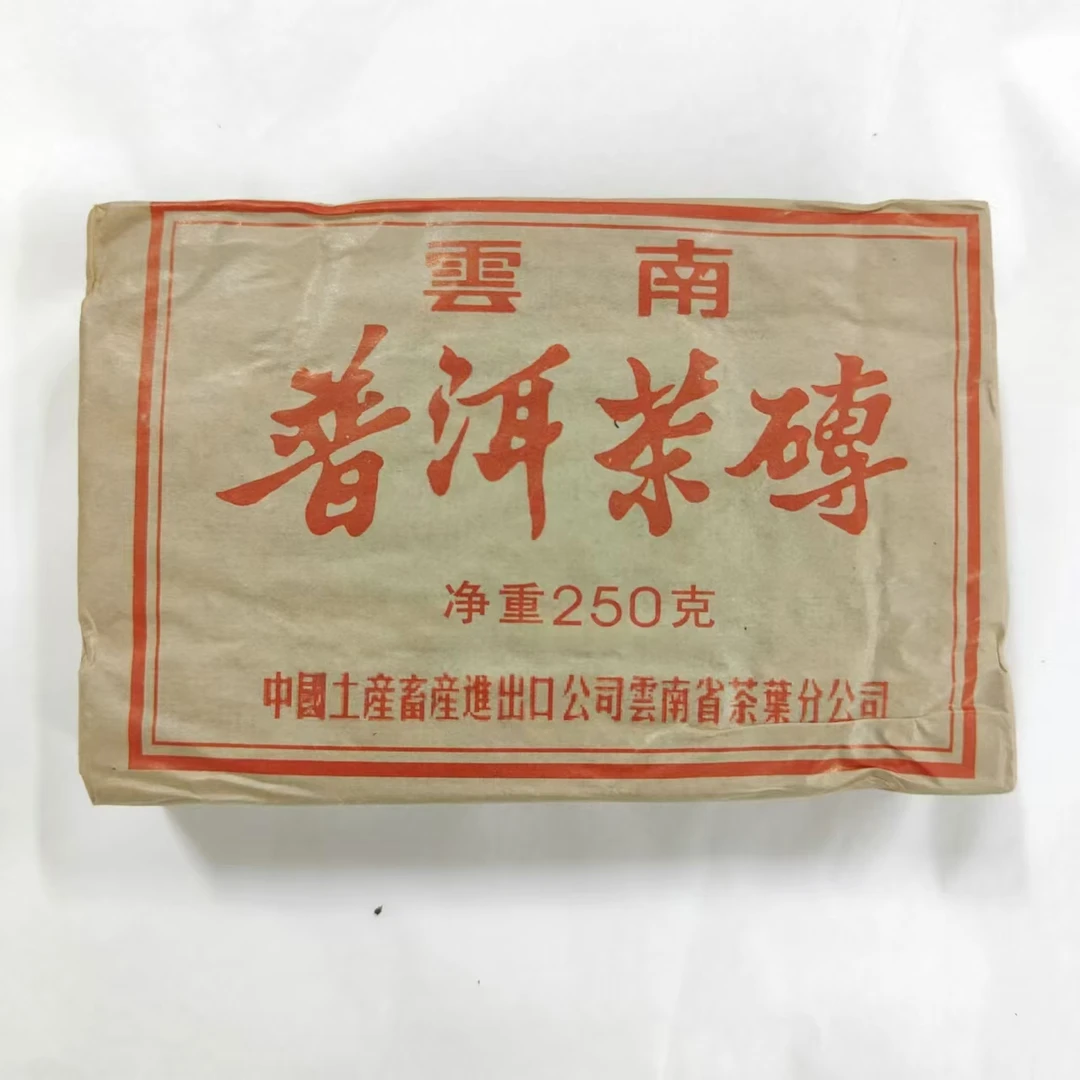 雲南
普洱茶磚
净重250克
中國土産畜産進出口公司雲南省茶葉分公司